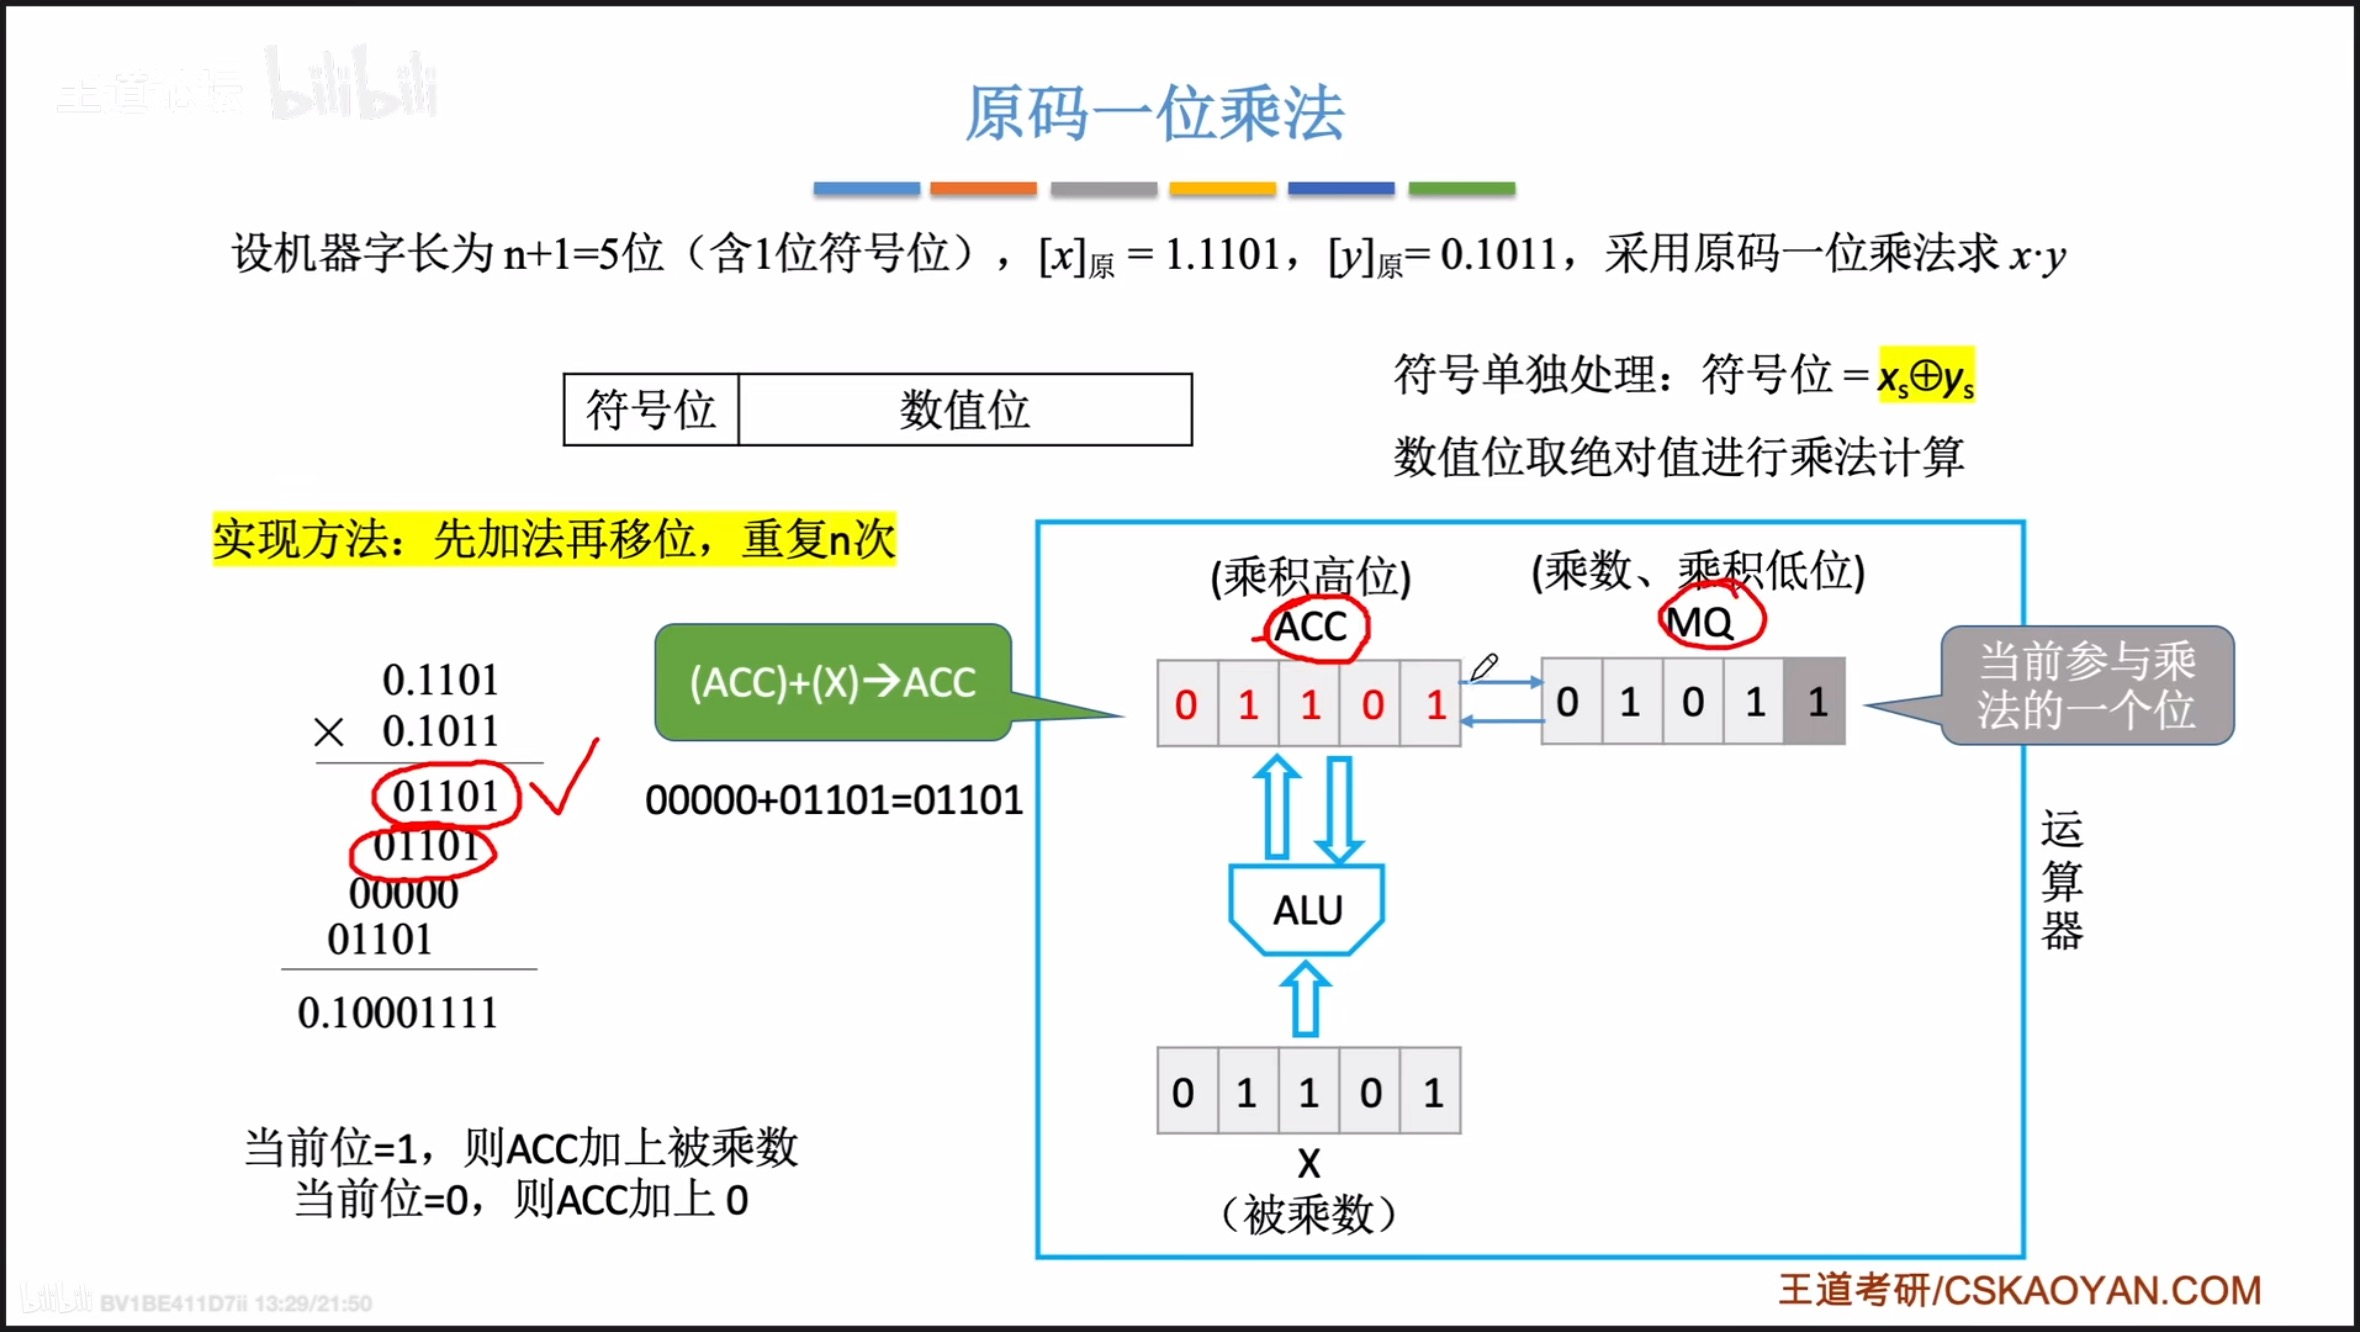 王道论坛 bilibili
原码一位乘法
设机器字长为 n+1=5位（含1位符号位），[x]原 = 1.1101，[y]原= 0.1011，采用原码一位乘法求 x·y
符号位 数值位
符号单独处理：符号位 = xs⊕ys
数值位取绝对值进行乘法计算
实现方法：先加法再移位，重复n次
0.1101
× 0.1011
01101
01101
00000
01101
0.10001111
(ACC)+(X)→ACC
00000+01101=01101
当前位=1，则ACC加上被乘数
当前位=0，则ACC加上 0
(乘积高位)
ACC
0 1 1 0 1
(乘数、乘积低位)
MQ
0 1 0 1 1
当前参与乘
法的一个位
ALU
0 1 1 0 1
X
（被乘数）
运算器
bilibili BV1BE411D7ii 13:29/21:50
王道考研/CSKAOYAN.COM